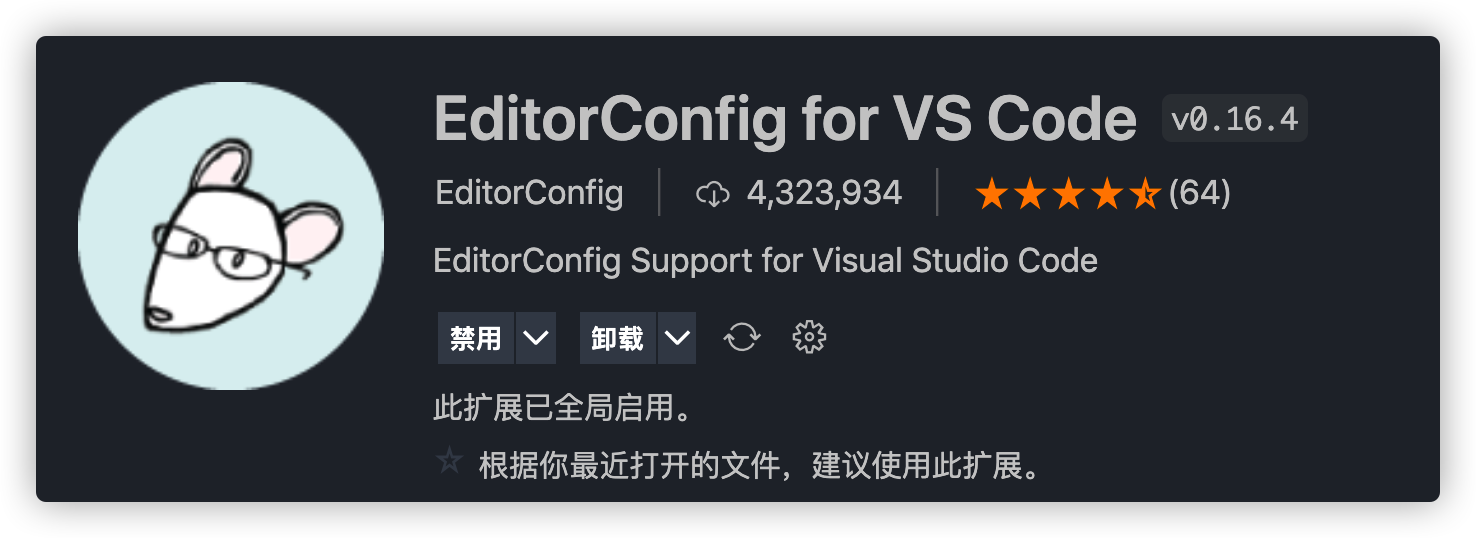 EditorConfig for VS Code v0.16.4
EditorConfig 4,323,934 (64)
EditorConfig Support for Visual Studio Code
禁用 卸载
此扩展已全局启用。
根据你最近打开的文件，建议使用此扩展。